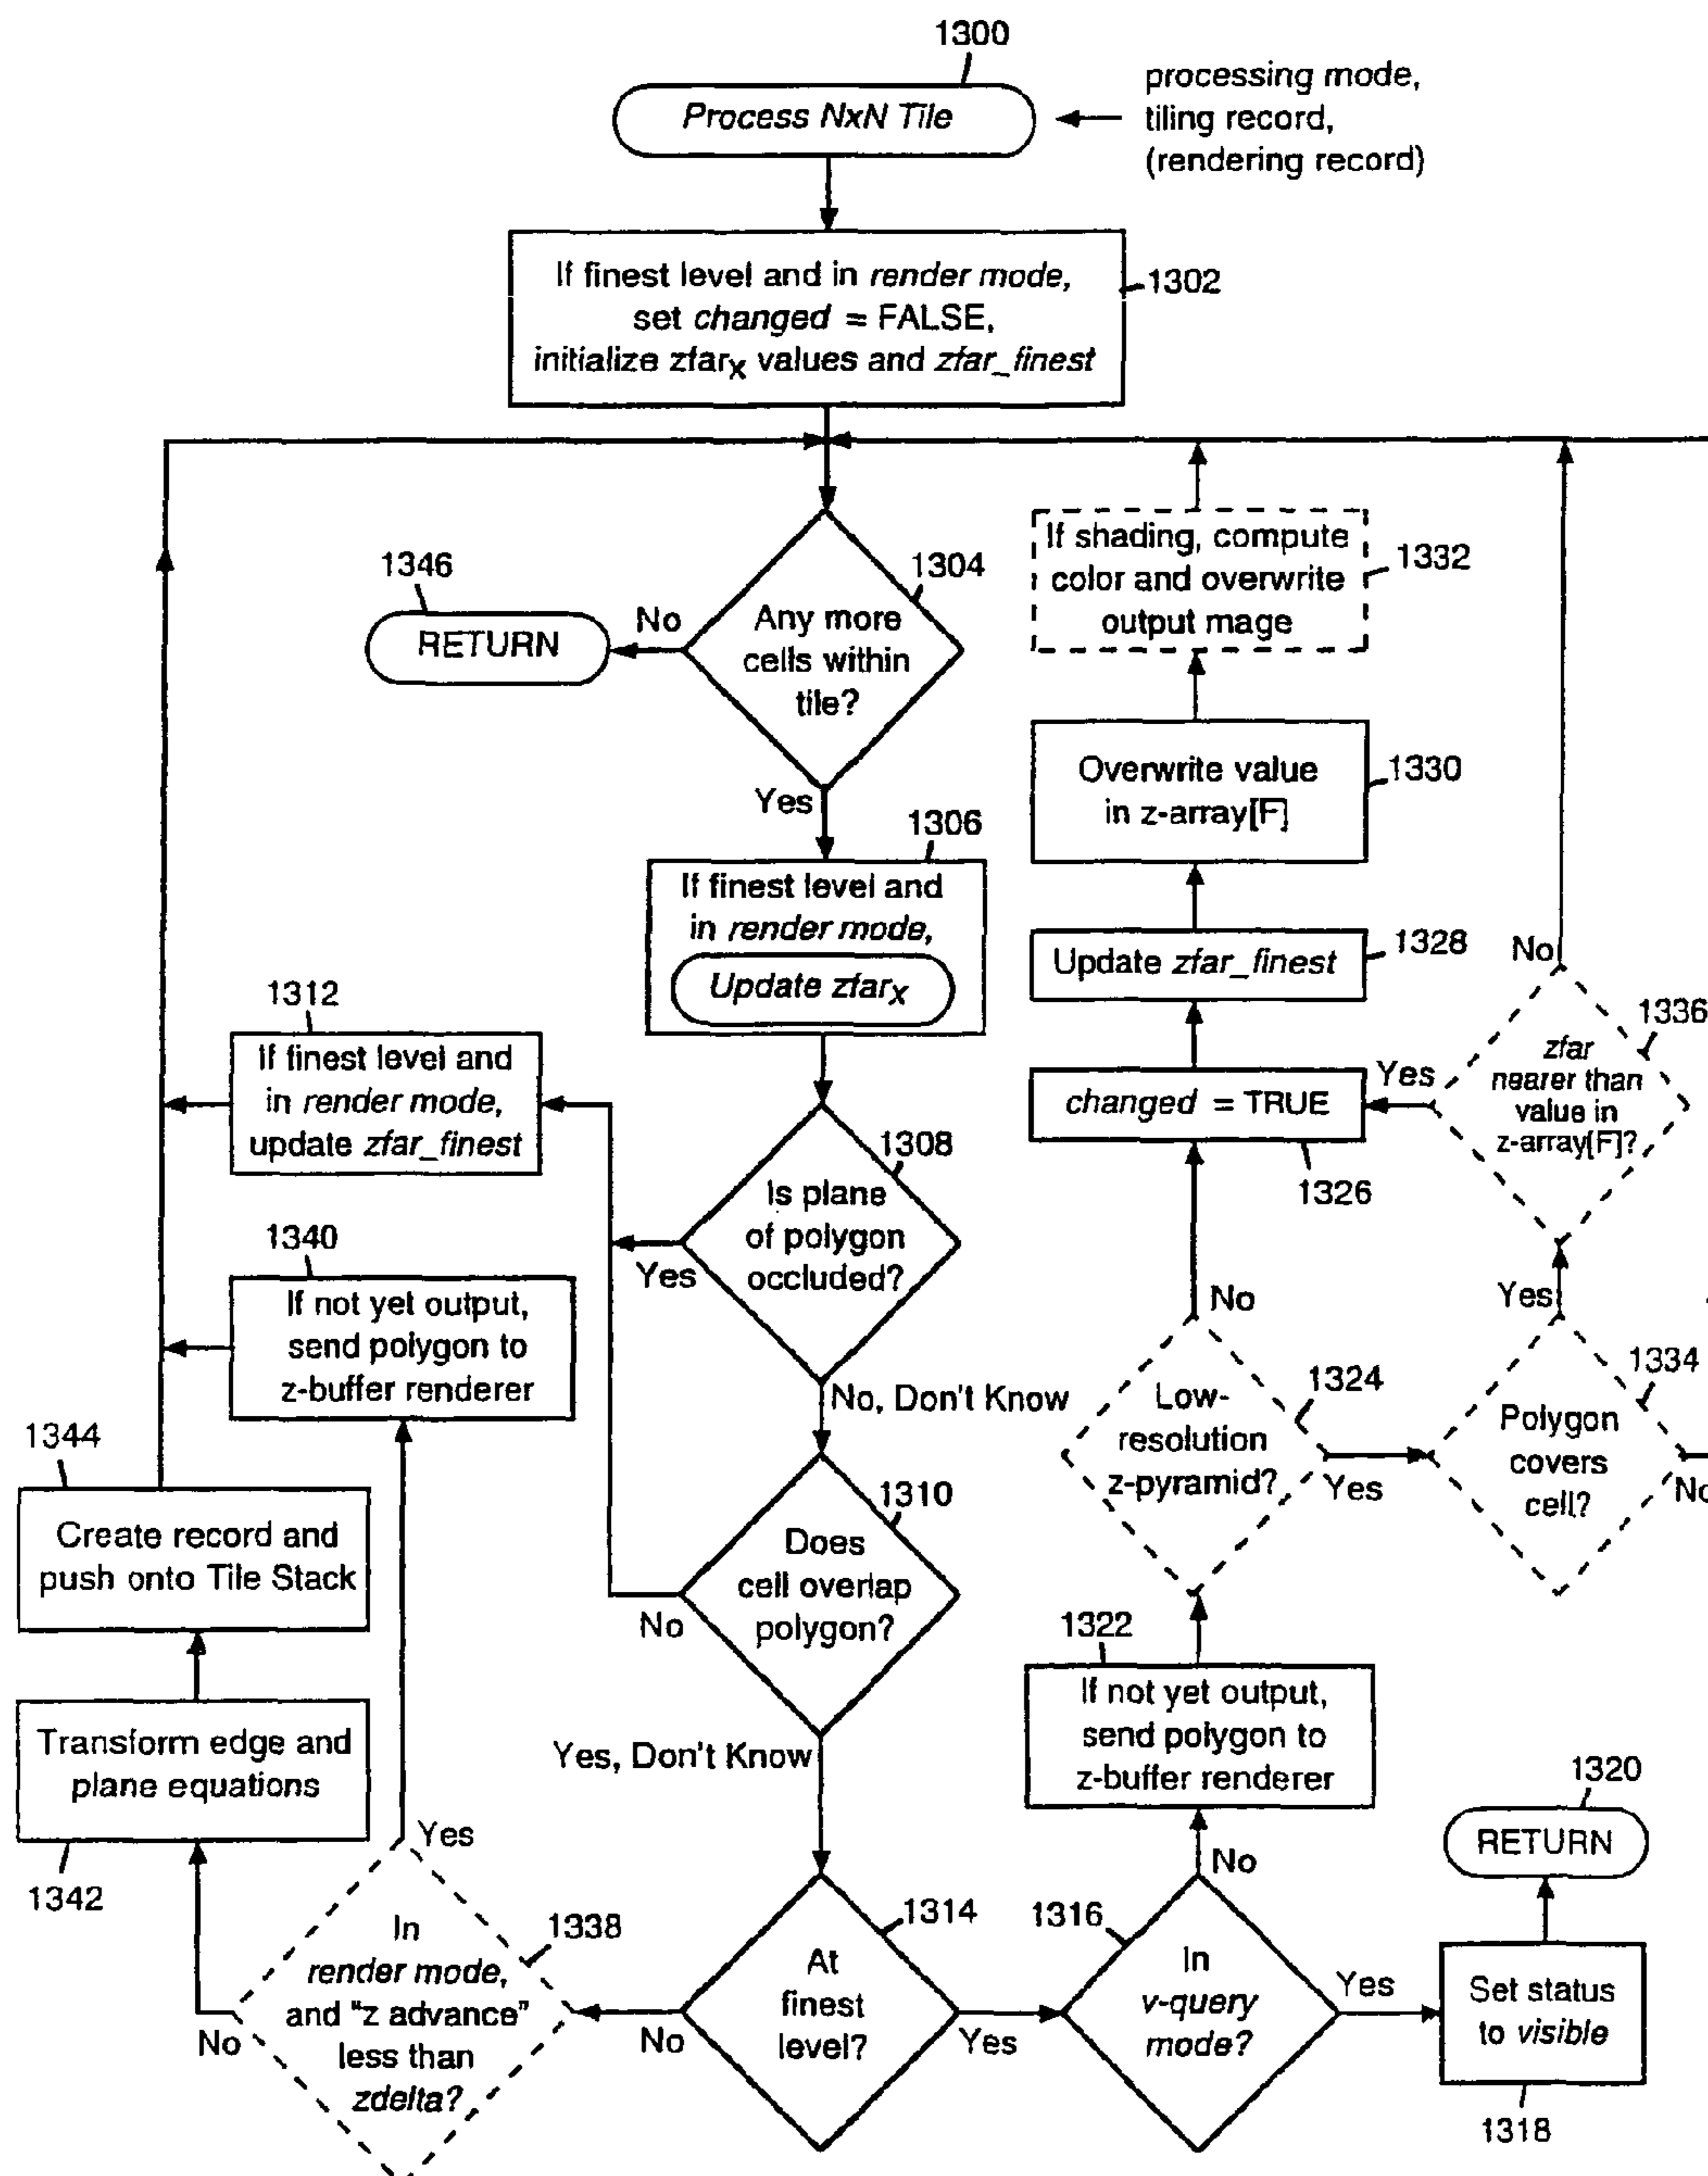 1300
Process NxN Tile
processing mode,
tiling record,
(rendering record)
If finest level and in render mode,
set changed = FALSE,
initialize zfarx values and zfar_finest
1302
1346
RETURN
No
1304
Any more
cells within
tile?
Yes
If shading, compute
color and overwrite
output mage
1332
Overwrite value
in z-array[F]
1330
1306
If finest level and
in render mode,
Update zfarx
Update zfar_finest
1328
No
1336
zfar
nearer than
value in
z-array[F]?
Yes
changed = TRUE
1326
1312
If finest level and
in render mode,
update zfar_finest
1308
Is plane
of polygon
occluded?
Yes
No, Don't Know
1340
If not yet output,
send polygon to
z-buffer renderer
No
Yes
1324
Low-
resolution
z-pyramid?
Yes
1334
Polygon
covers
cell?
No
1344
Create record and
push onto Tile Stack
1310
Does
cell overlap
polygon?
No
Yes, Don't Know
1322
If not yet output,
send polygon to
z-buffer renderer
Transform edge and
plane equations
1342
Yes
1320
RETURN
No
1338
In
render mode,
and "z advance"
less than
zdelta?
No
1314
At
finest
level?
No
Yes
1316
In
v-query
mode?
Yes
Set status
to visible
1318